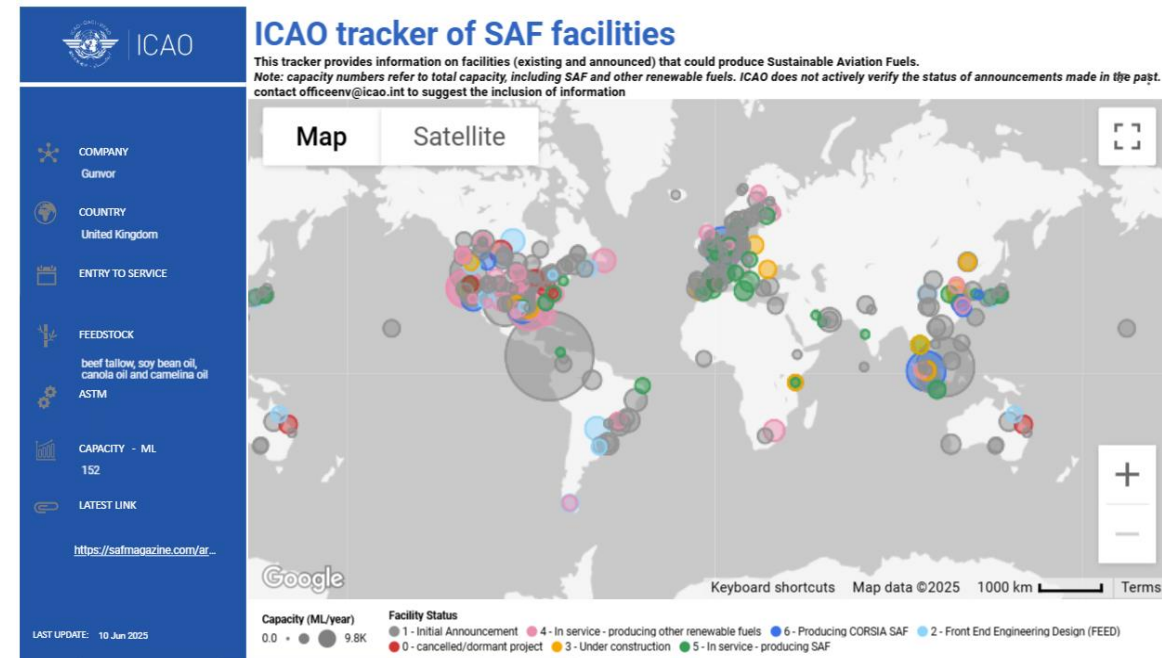 ICAO
ICAO tracker of SAF facilities
This tracker provides information on facilities (existing and announced) that could produce Sustainable Aviation Fuels.
Note: capacity numbers refer to total capacity, including SAF and other renewable fuels. ICAO does not actively verify the status of announcements made in the past.
contact officeenv@icao.int to suggest the inclusion of information
COMPANY
Gunvor
COUNTRY
United Kingdom
ENTRY TO SERVICE
FEEDSTOCK
beef tallow, soy bean oil,
canola oil and camelina oil
ASTM
CAPACITY - ML
152
LATEST LINK
https://safmagazine.com/ar...
LAST UPDATE: 10 Jun 2025
Map Satellite
Google
Keyboard shortcuts Map data ©2025 1000 km Terms
Capacity (ML/year)
0.0 9.8K
Facility Status
1 - Initial Announcement 4 - In service - producing other renewable fuels 6 - Producing CORSIA SAF 2 - Front End Engineering Design (FEED)
0 - cancelled/dormant project 3 - Under construction 5 - In service - producing SAF